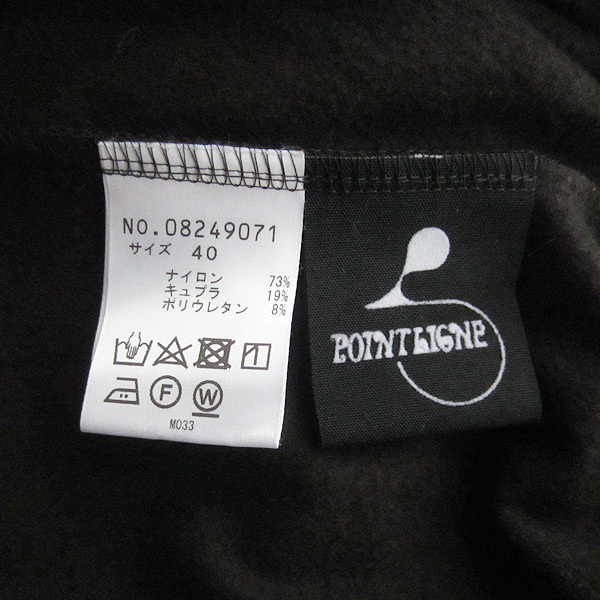 NO.08249071
サイズ 40
ナイロン 73%
キュプラ 19%
ポリウレタン 8%
F W
M033
POINTLIGNE